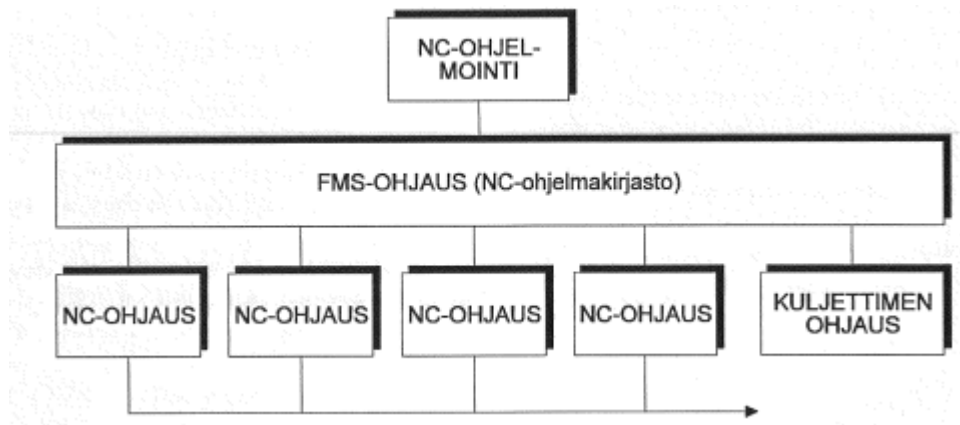 NC-OHJEL-
MOINTI
FMS-OHJAUS (NC-ohjelmakirjasto)
NC-OHJAUS
NC-OHJAUS
NC-OHJAUS
NC-OHJAUS
KULJETTIMEN
OHJAUS